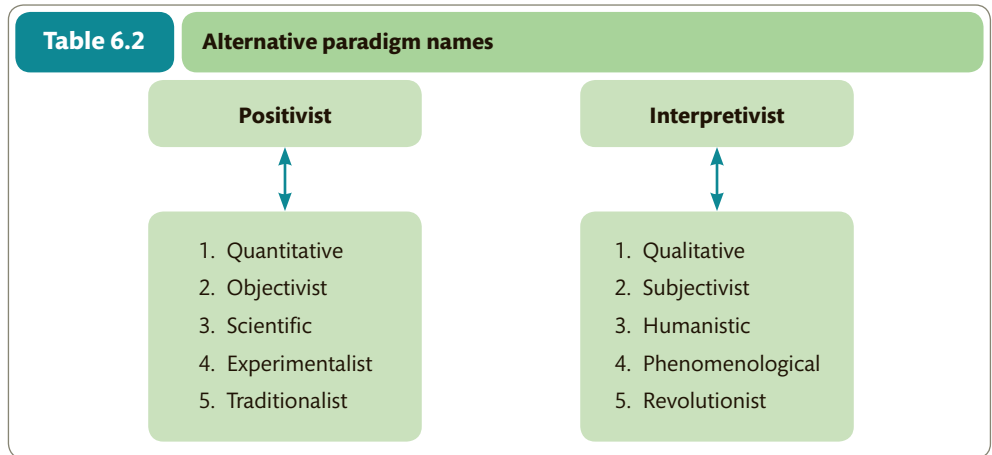 Table 6.2
Alternative paradigm names
Positivist
1. Quantitative
2. Objectivist
3. Scientific
4. Experimentalist
5. Traditionalist
Interpretivist
1. Qualitative
2. Subjectivist
3. Humanistic
4. Phenomenological
5. Revolutionist